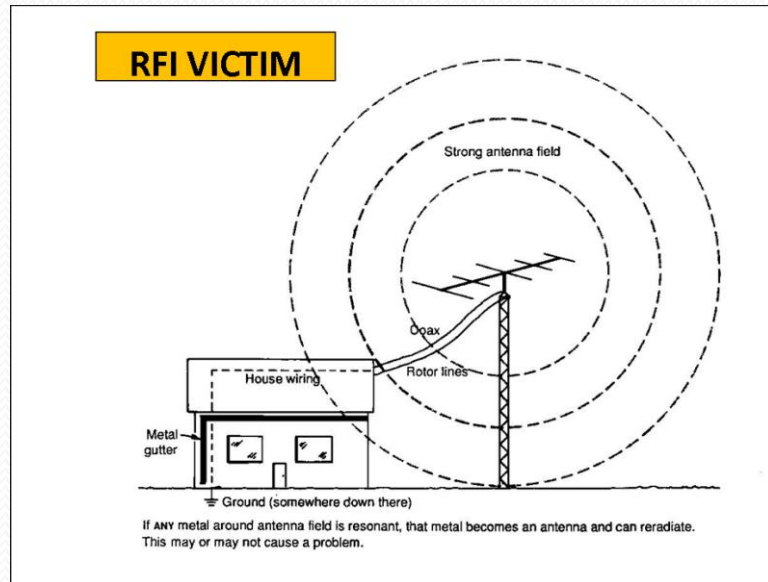 RFI VICTIM
Strong antenna field
Coax
Rotor lines
House wiring
Metal
gutter
Ground (somewhere down there)
If ANY metal around antenna field is resonant, that metal becomes an antenna and can reradiate.
This may or may not cause a problem.